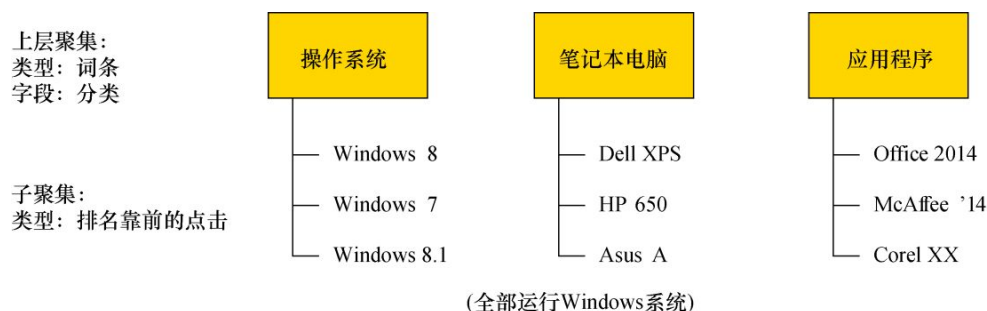 上层聚集：
类型：词条
字段：分类
操作系统
笔记本电脑
应用程序
子聚集：
类型：排名靠前的点击
Windows 8
Windows 7
Windows 8.1
Dell XPS
HP 650
Asus A
Office 2014
McAffee ’14
Corel XX
(全部运行Windows系统)